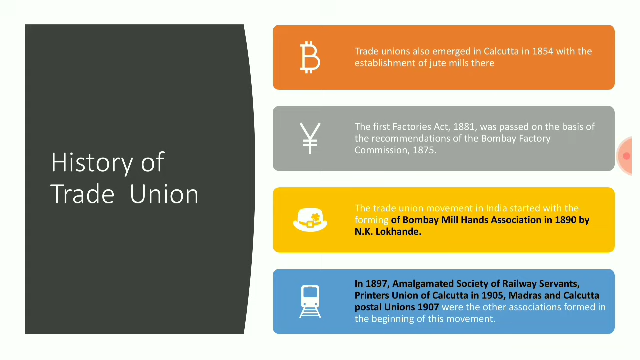 History of
Trade Union
Trade unions also emerged in Calcutta in 1854 with the
establishment of jute mills there
The first Factories Act, 1881, was passed on the basis of
the recommendations of the Bombay Factory
Commission, 1875.
The trade union movement in India started with the
forming of Bombay Mill Hands Association in 1890 by
N.K. Lokhande.
In 1897, Amalgamated Society of Railway Servants,
Printers Union of Calcutta in 1905, Madras and Calcutta
postal Unions 1907 were the other associations formed in
the beginning of this movement.